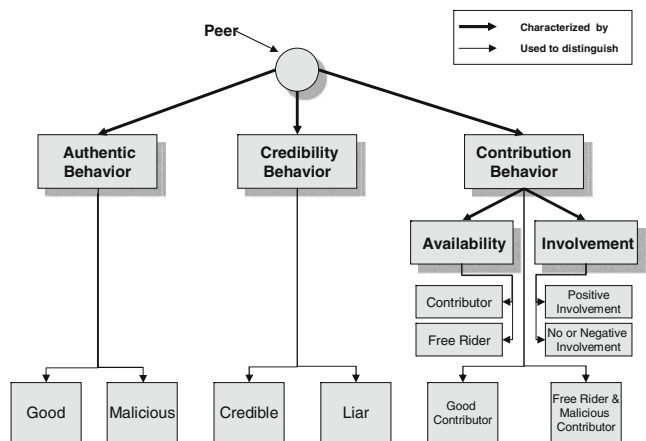 Peer
Characterized by
Used to distinguish
Authentic
Behavior
Credibility
Behavior
Contribution
Behavior
Availability
Involvement
Contributor
Free Rider
Positive
Involvement
No or Negative
Involvement
Good
Malicious
Credible
Liar
Good
Contributor
Free Rider &
Malicious
Contributor